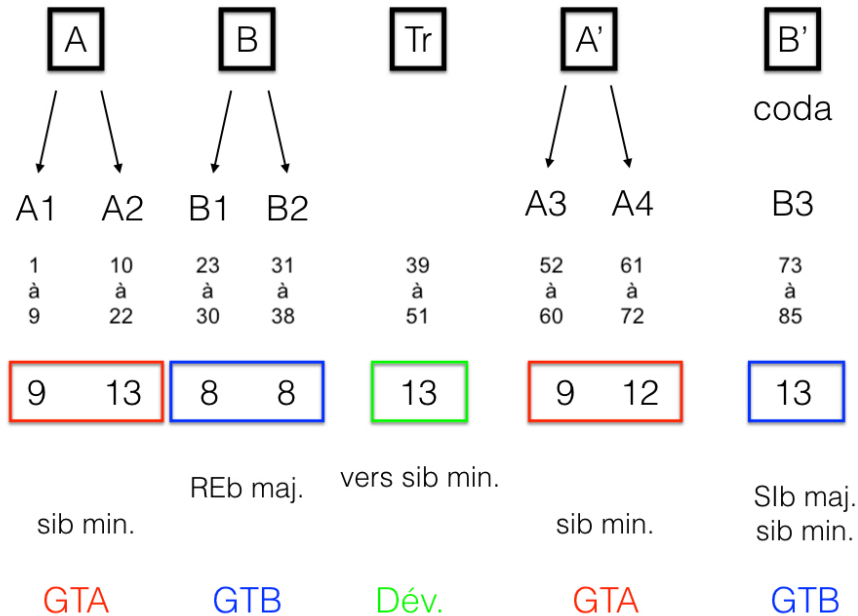 A B Tr A’ B’
coda
A1 A2 B1 B2 A3 A4 B3
1 10 23 31 39 52 61 73
à à à à à à à à
9 22 30 38 51 60 72 85
9 13 8 8 13 9 12 13
REb maj. vers sib min.
sib min. sib min. SIb maj.
sib min.
GTA GTB Dév. GTA GTB